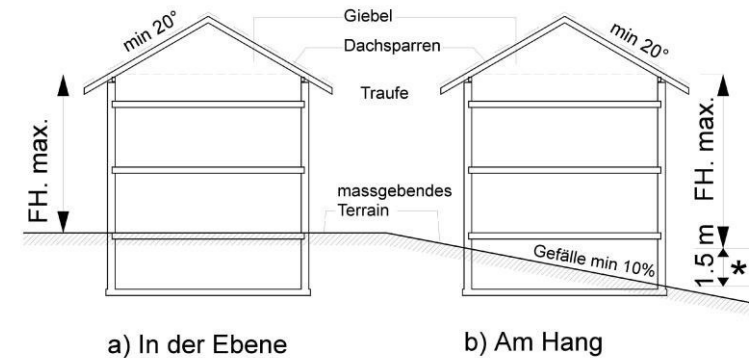 min 20°
Giebel
min 20°
Dachsparren
Traufe
FH. max.
FH. max.
massgebendes
Terrain
Gefälle min 10%
1.5 m
*
a) In der Ebene
b) Am Hang